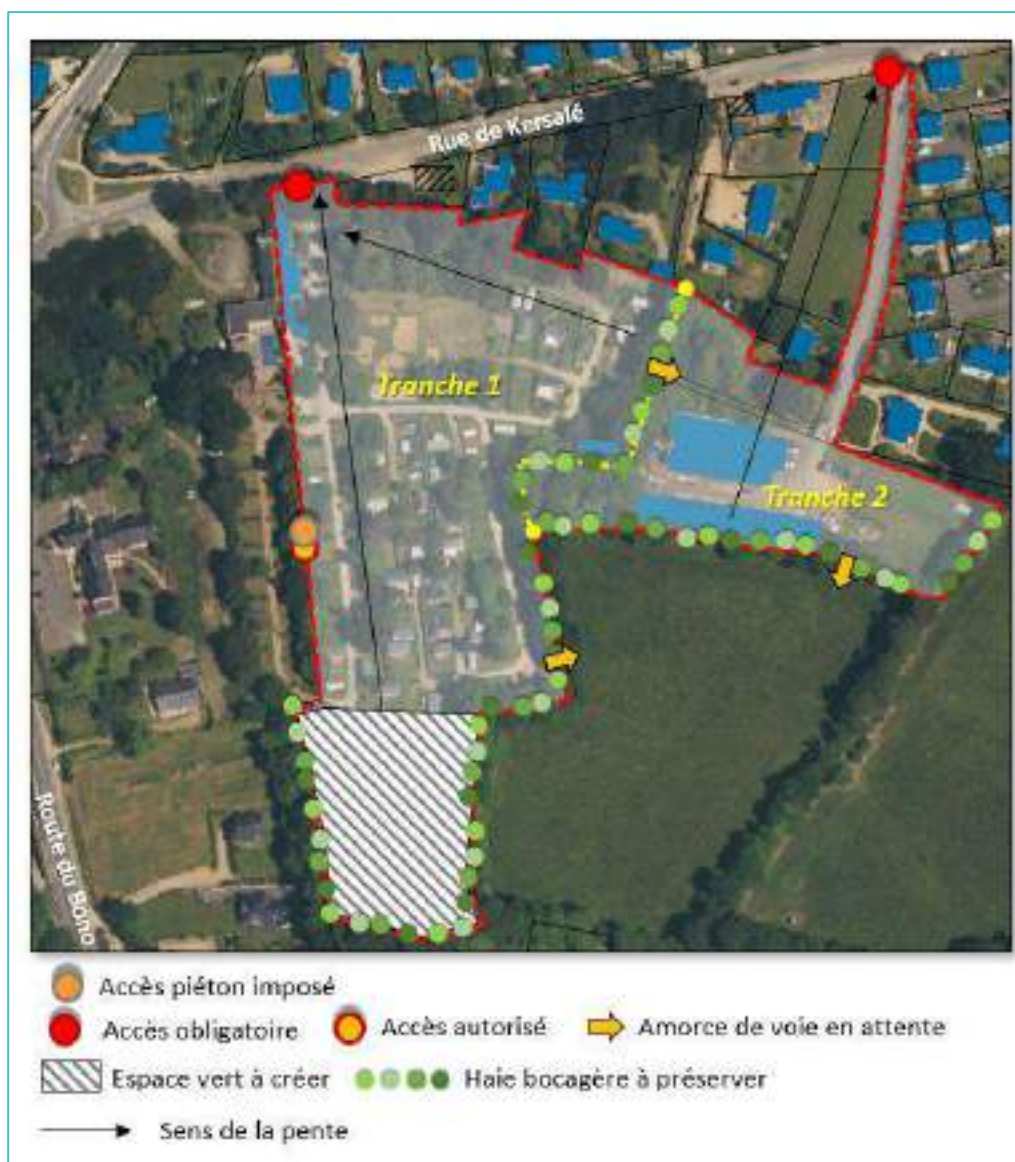 Rue de Kersalé
Tranche 1
Tranche 2
Route du Bono
Accès piéton imposé
Accès obligatoire
Accès autorisé
Amorce de voie en attente
Espace vert à créer
Haie bocagère à préserver
Sens de la pente